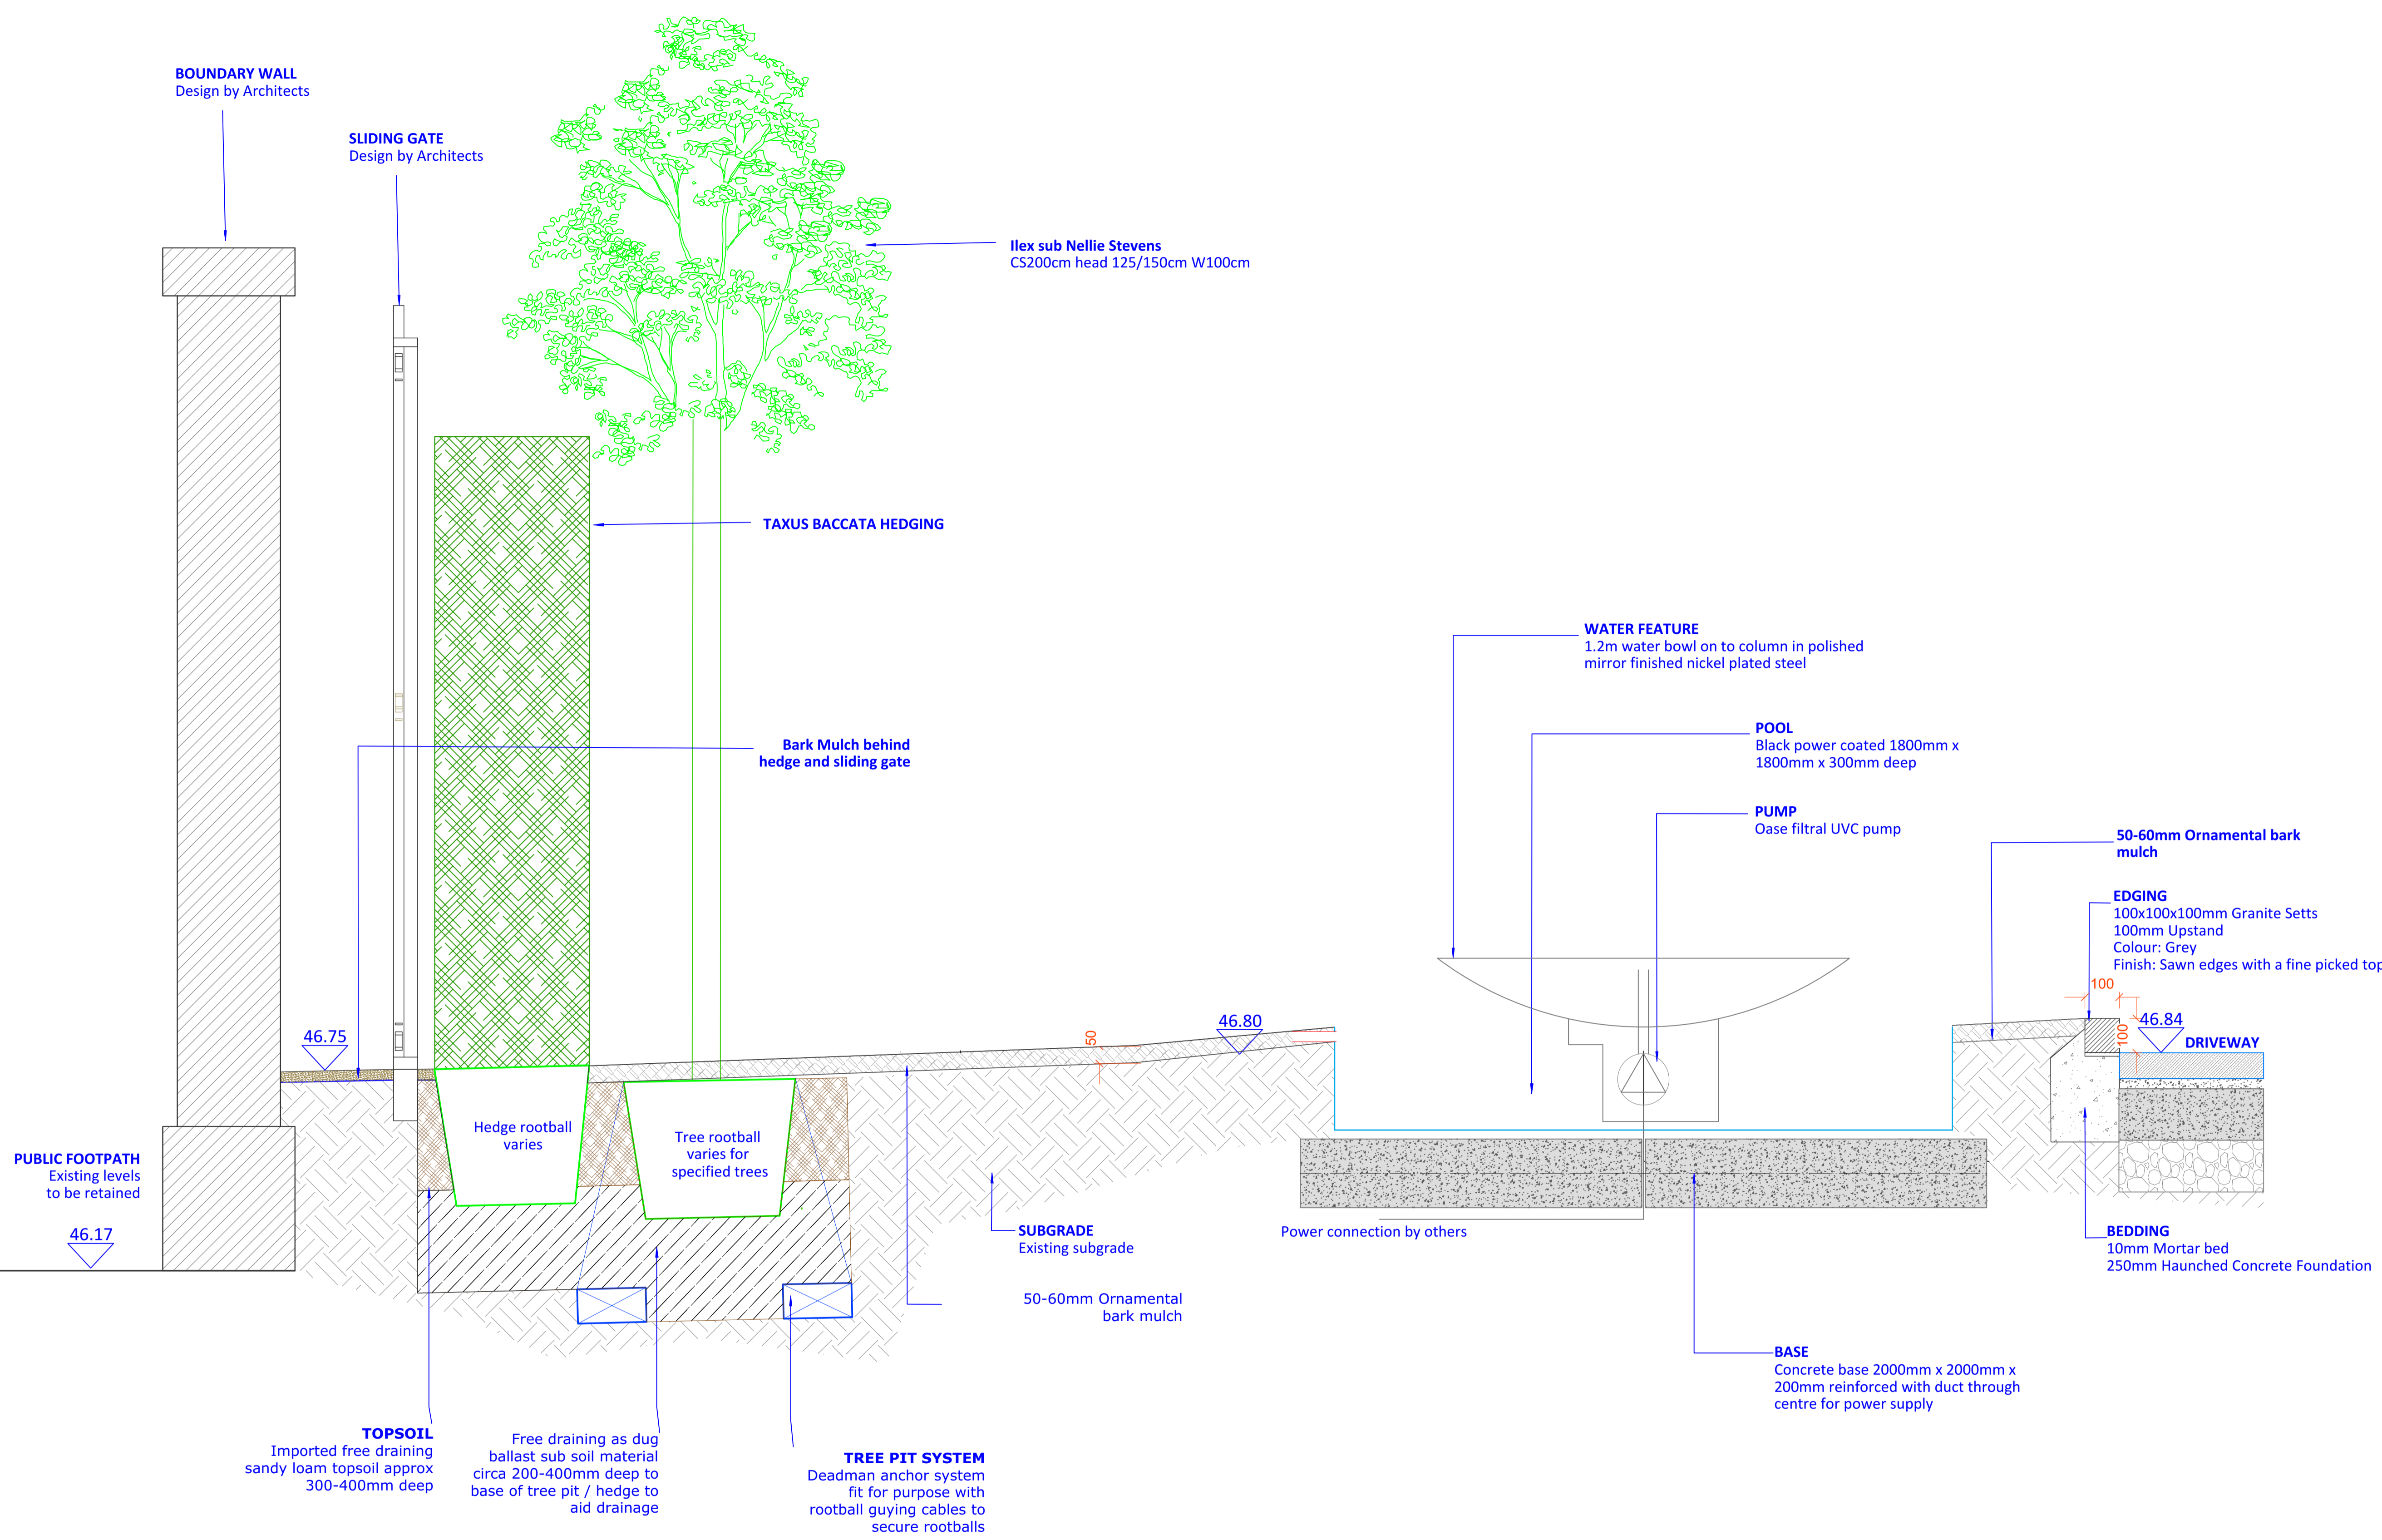 BOUNDARY WALL
Design by Architects
SLIDING GATE
Design by Architects
Ilex sub Nellie Stevens
CS200cm head 125/150cm W100cm
TAXUS BACCATA HEDGING
WATER FEATURE
1.2m water bowl on to column in polished
mirror finished nickel plated steel
Bark Mulch behind
hedge and sliding gate
POOL
Black power coated 1800mm x
1800mm x 300mm deep
PUMP
Oase filtral UVC pump
50-60mm Ornamental bark
mulch
EDGING
100x100x100mm Granite Setts
100mm Upstand
Colour: Grey
Finish: Sawn edges with a fine picked top
100
100
46.84
DRIVEWAY
46.75
50
46.80
Hedge rootball
varies
Tree rootball
varies for
specified trees
PUBLIC FOOTPATH
Existing levels
to be retained
46.17
SUBGRADE
Existing subgrade
Power connection by others
BEDDING
10mm Mortar bed
250mm Haunched Concrete Foundation
50-60mm Ornamental
bark mulch
BASE
Concrete base 2000mm x 2000mm x
200mm reinforced with duct through
centre for power supply
TOPSOIL
Imported free draining
sandy loam topsoil approx
300-400mm deep
Free draining as dug
ballast sub soil material
circa 200-400mm deep to
base of tree pit / hedge to
aid drainage
TREE PIT SYSTEM
Deadman anchor system
fit for purpose with
rootball guying cables to
secure rootballs